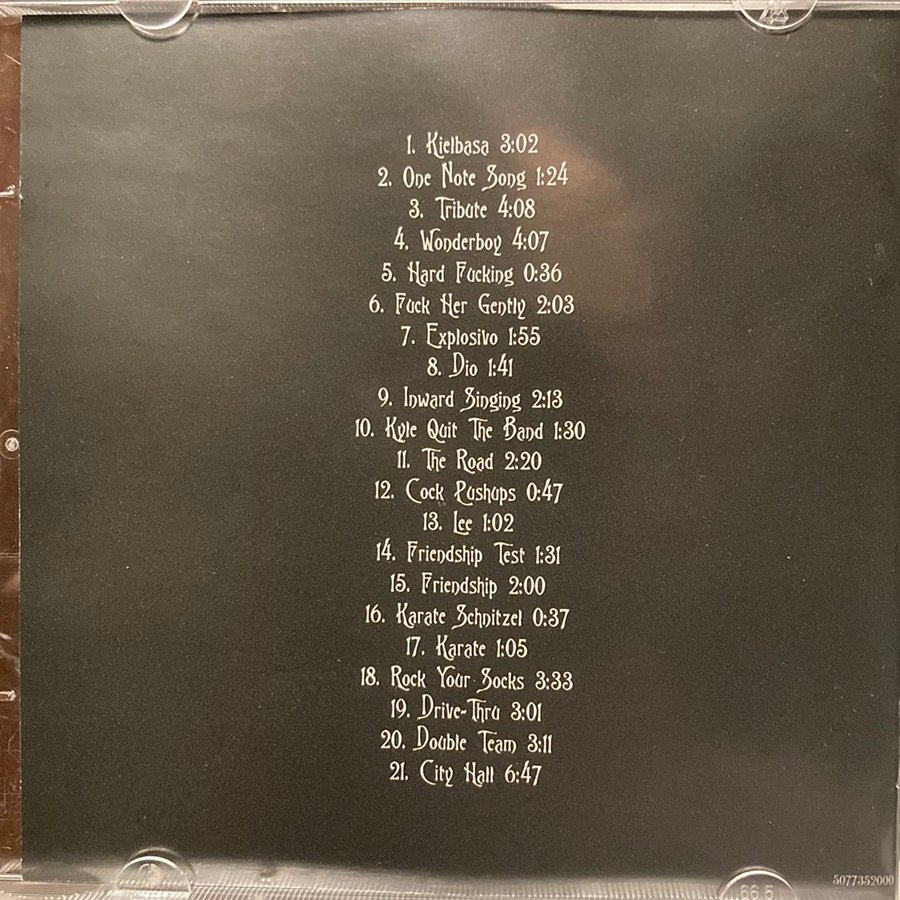 1. Kielbasa 3:02
2. One Note Song 1:24
3. Tribute 4:08
4. Wonderboy 4:07
5. Hard Fucking 0:36
6. Fuck Her Gently 2:03
7. Explosivo 1:55
8. Dio 1:41
9. Inward Singing 2:13
10. Kyle Quit The Band 1:30
11. The Road 2:20
12. Cock Pushups 0:47
13. Lee 1:02
14. Friendship Test 1:31
15. Friendship 2:00
16. Karate Schnitzel 0:37
17. Karate 1:05
18. Rock Your Socks 3:33
19. Drive-Thru 3:01
20. Double Team 3:11
21. City Hall 6:47
5077352000
66.5